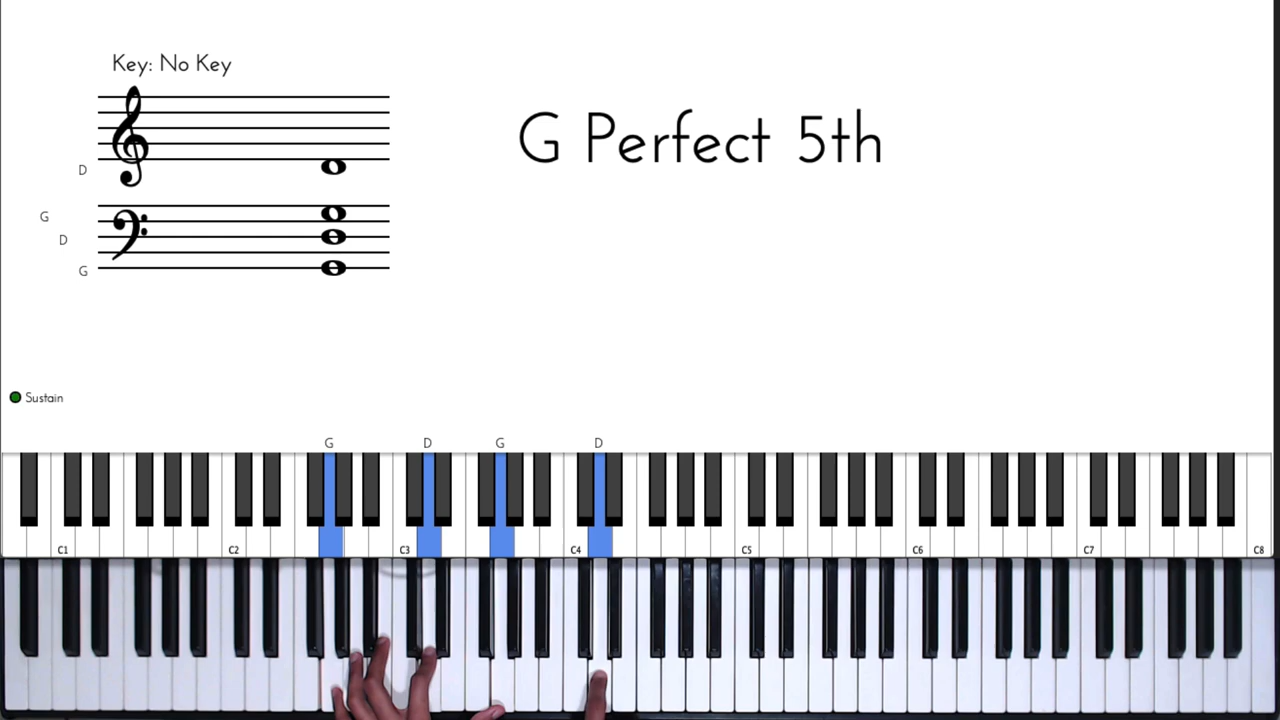 Key: No Key
G Perfect 5th
D
G
D
G
Sustain
G D G D
C1 C2 C3 C4 C5 C6 C7 C8